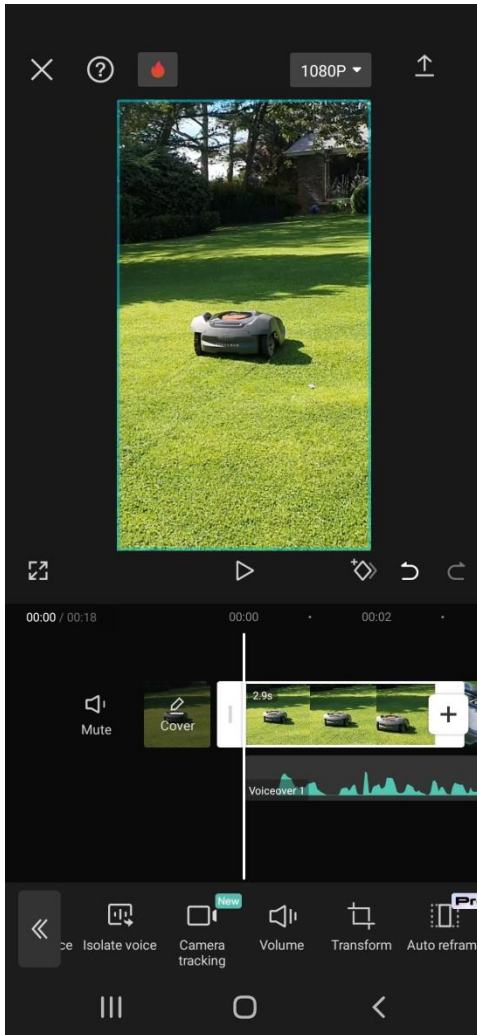 1080P
00:00 / 00:18
00:00
00:02
Mute
Cover
2.9s
Voiceover 1
New
Pro
ce
Isolate voice
Camera
tracking
Volume
Transform
Auto refram